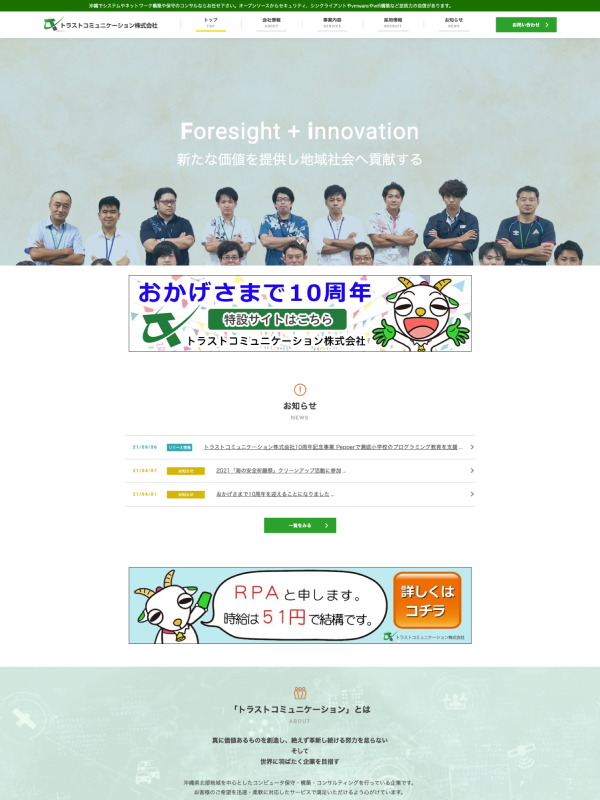 沖縄でシステムやネットワーク構築や保守のコンサルならお任せ下さい。オープンソースからセキュリティ、シンクライアントやvmwareやwifi構築など技術力の自信があります。
トラストコミュニケーション株式会社
トップ
TOP
会社情報
ABOUT
事業内容
SERVICE
採用情報
RECRUIT
お知らせ
NEWS
お問い合わせ
Foresight + innovation
新たな価値を提供し地域社会へ貢献する
おかげさまで10周年
特設サイトはこちら
トラストコミュニケーション株式会社
お知らせ
NEWS
21/09/06 リリース情報 トラストコミュニケーション株式会社10周年記念事業 Pepperで瀬底小学校のプログラミング教育を支援 ...
21/04/07 お知らせ 2021「海の安全祈願祭」クリーンアップ活動に参加 ...
21/04/01 お知らせ おかげさまで10周年を迎えることになりました ...
一覧をみる
RPAと申します。
時給は51円で結構です。
詳しくは
コチラ
トラストコミュニケーション株式会社
「トラストコミュニケーション」とは
ABOUT
真に価値あるものを創造し、絶えず革新し続ける努力を怠らない
そして
世界に羽ばたく企業を目指す
沖縄県北部地域を中心としたコンピュータ保守・構築・コンサルティングを行っている企業です。
お客様のご希望を迅速・柔軟に対応したサービスで満足いただけるよう心がけています。